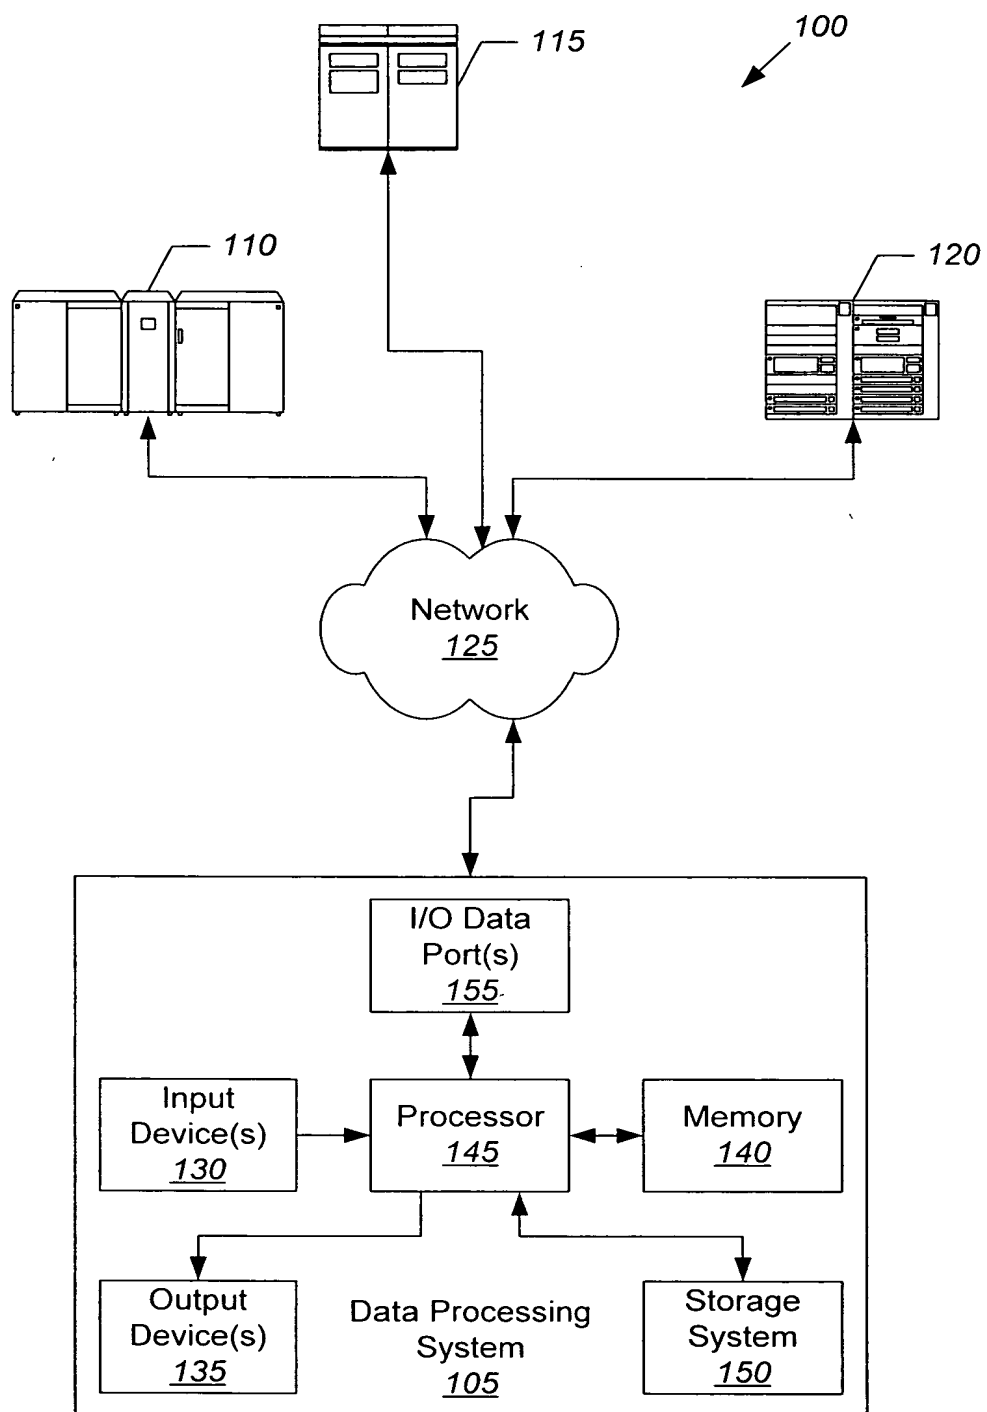 100
115
110
120
Network
125
I/O Data
Port(s)
155
Input
Device(s)
130
Processor
145
Memory
140
Output
Device(s)
135
Data Processing
System
105
Storage
System
150